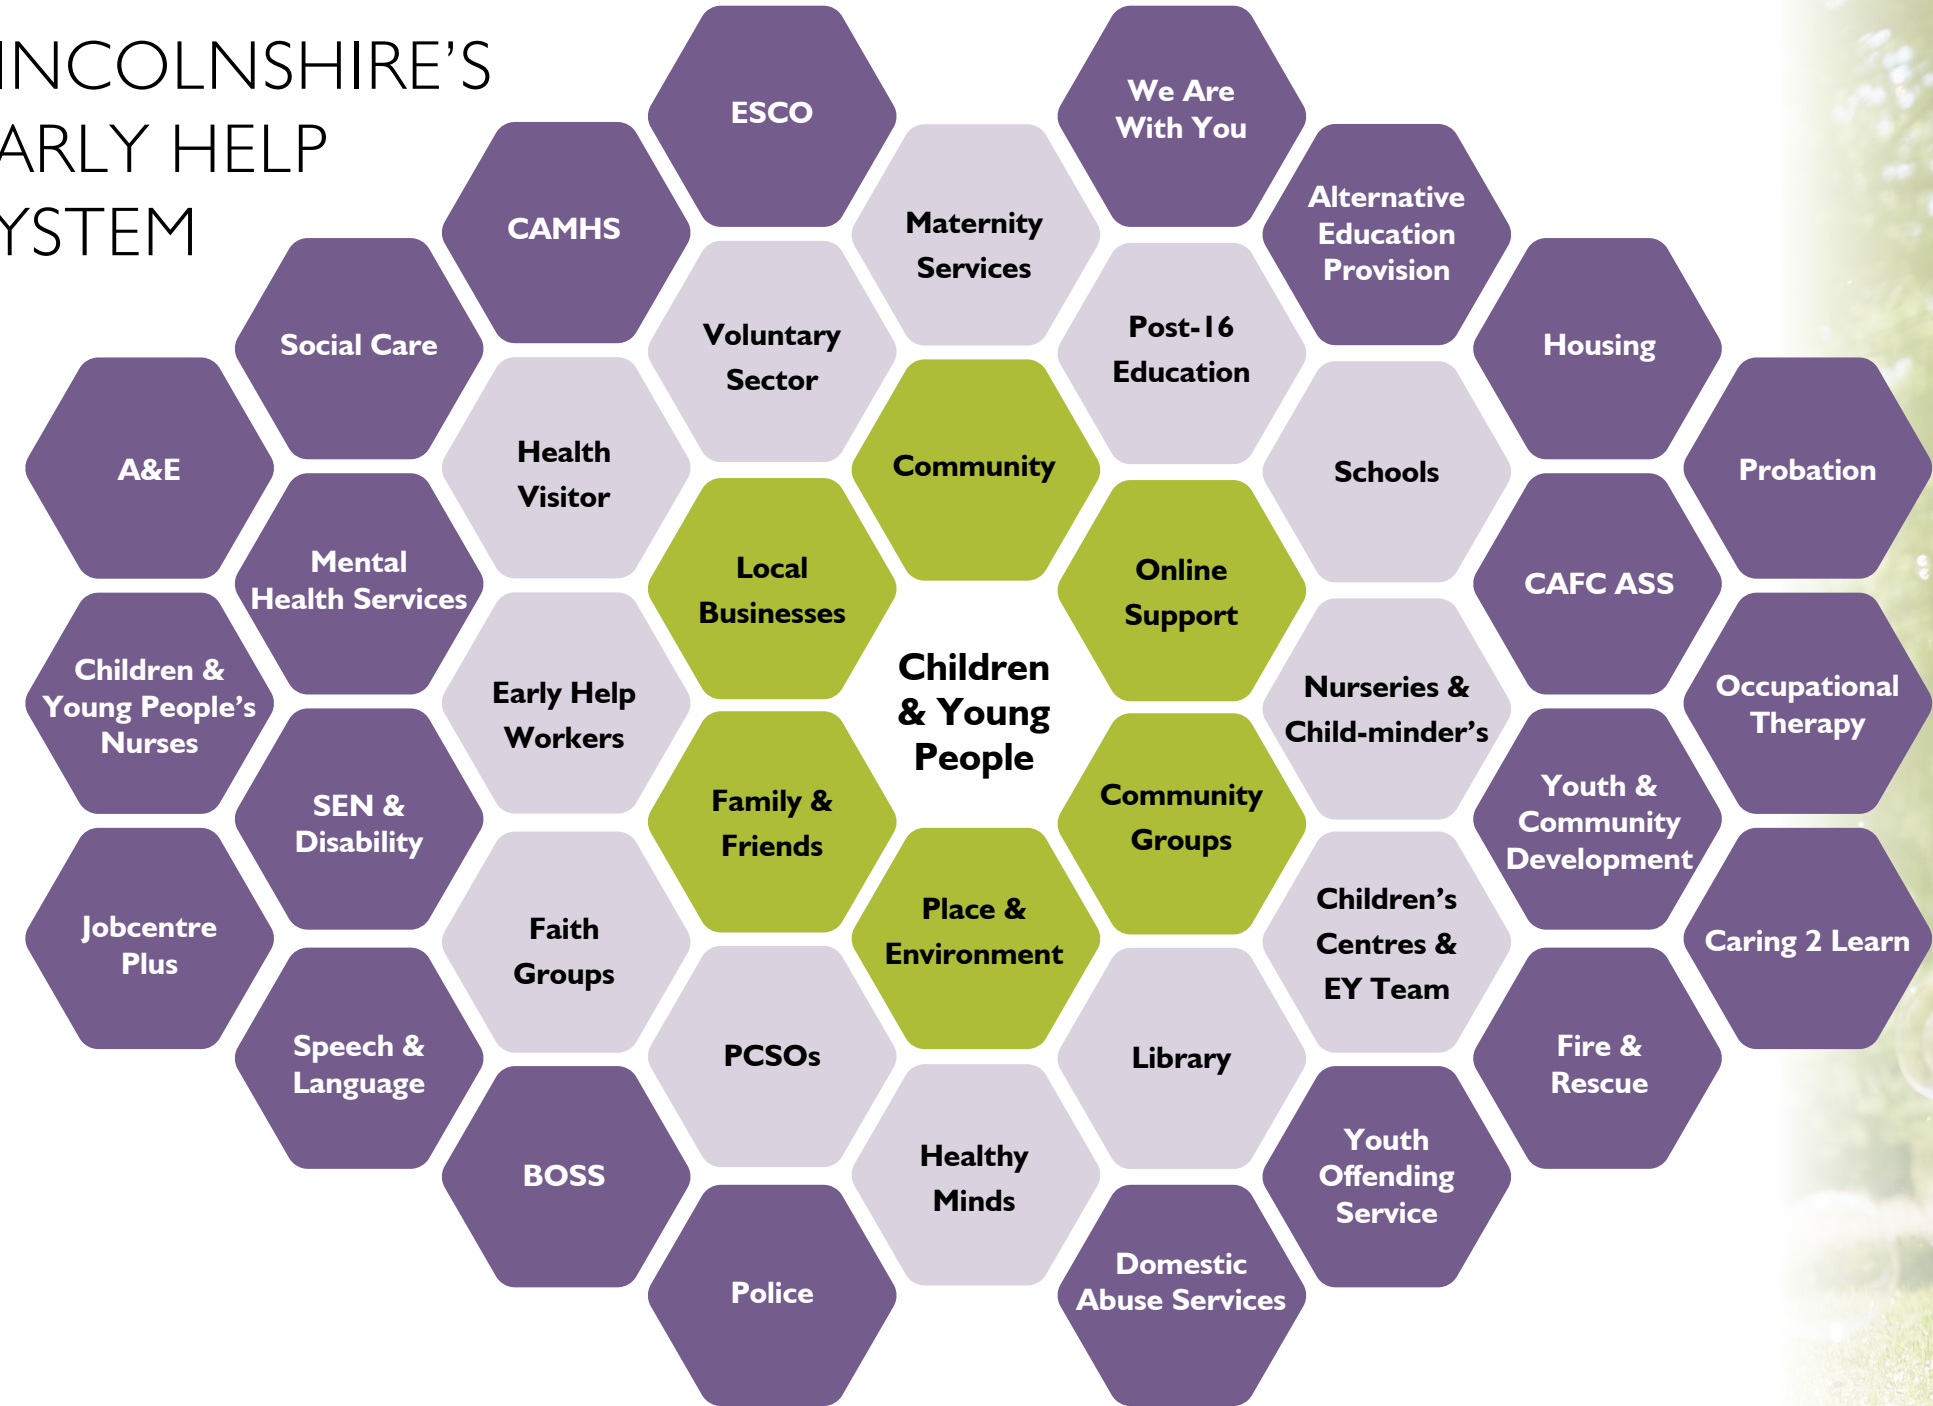 INCOLNSHIRE'S
ARLY HELP
YSTEM
ESCO
We Are
With You
CAMHS
Maternity
Services
Alternative
Education
Provision
Social Care
Voluntary
Sector
Post-16
Education
Housing
A&E
Health
Visitor
Community
Schools
Probation
Mental
Health Services
Local
Businesses
Online
Support
CAFC ASS
Children &
Young People's
Nurses
Early Help
Workers
Children
& Young
People
Nurseries &
Child-minder's
Occupational
Therapy
SEN &
Disability
Family &
Friends
Community
Groups
Youth &
Community
Development
Jobcentre
Plus
Faith
Groups
Place &
Environment
Children's
Centres &
EY Team
Caring 2 Learn
Speech &
Language
PCSOs
Library
Fire &
Rescue
BOSS
Healthy
Minds
Youth
Offending
Service
Police
Domestic
Abuse Services